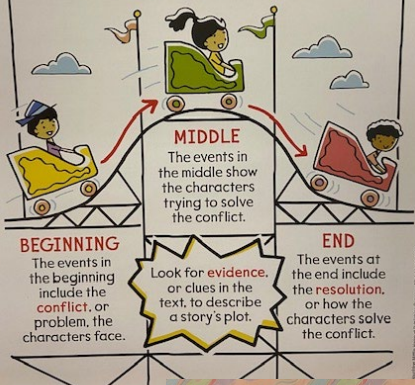 MIDDLE
The events in
the middle show
the characters
trying to solve
the conflict.
BEGINNING
The events in
the beginning
include the
conflict, or
problem, the
characters face.
Look for evidence,
or clues in the
text, to describe
a story's plot.
END
The events at
the end include
the resolution,
or how the
characters solve
the conflict.